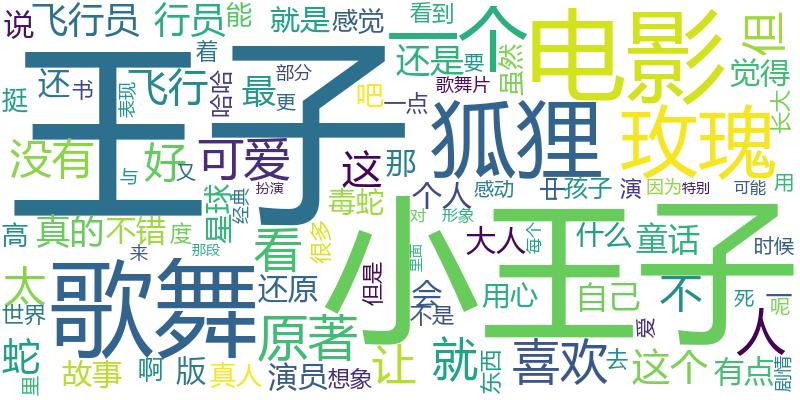 说
飞行员
行员
能
就是
感觉
看到
一个
电影
但
王子
还
书
着
飞行
哈哈
最
部分
更
吧
还是
要
虽然
一点
歌舞片
觉得
长大
挺
表现
狐狸
玫瑰
没有
好
又
与
可爱
扮演
这
那
个人
感动
中
孩子
演
因为
特别
可能
用
星球
经典
毒蛇
对
形象
高
真的
不错
度
来
那段
看
很多
小王子
大人
每个
什么
童话
时候
太
歌舞
还原
但是
里面
会
用心
自己
不
死
一
世界
原著
不是
爱
呢
人
蛇
里
故事
啊
版
真人
演员
想象
让
就
东西
喜欢
去
这个
有点
剧情